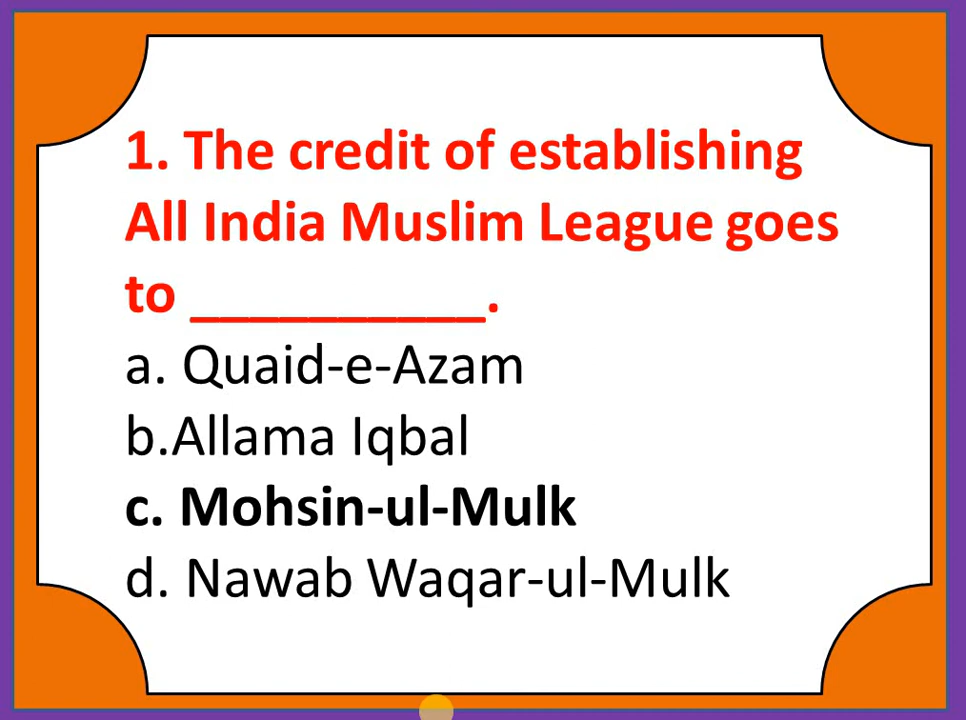 1. The credit of establishing
All India Muslim League goes
to __________.
a. Quaid-e-Azam
b.Allama Iqbal
c. Mohsin-ul-Mulk
d. Nawab Waqar-ul-Mulk